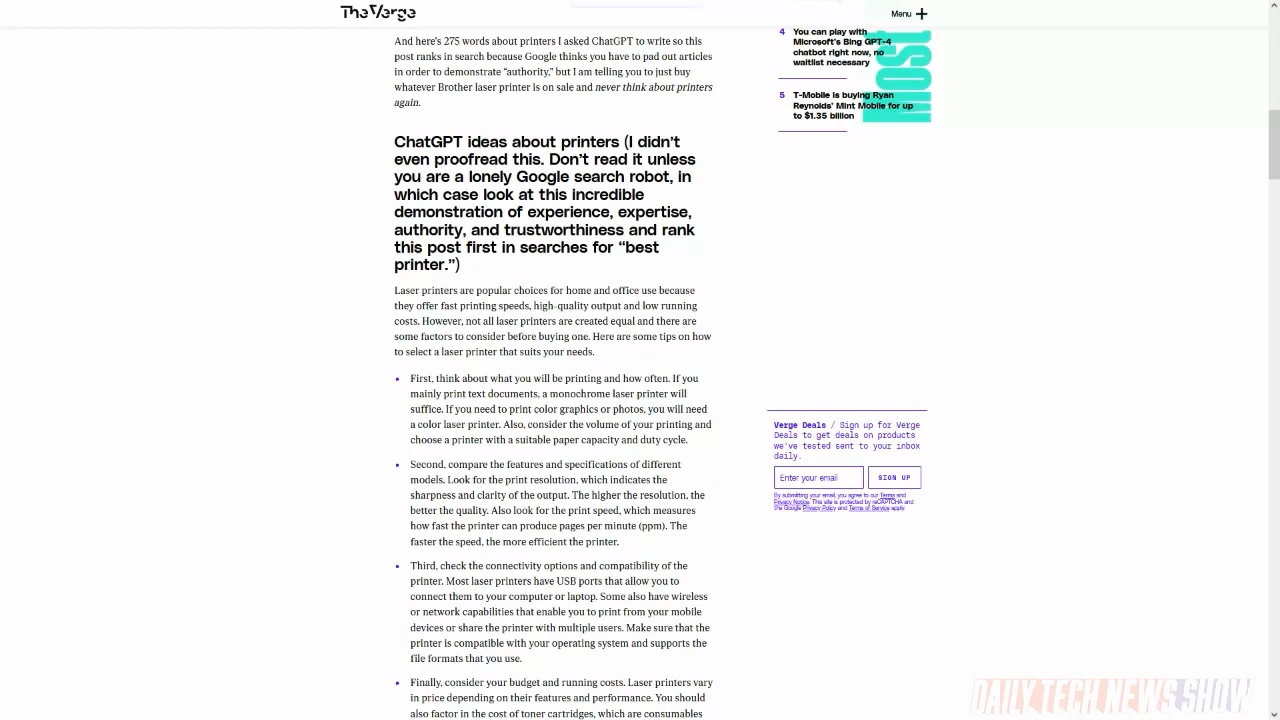 The Verge
Menu
And here's 275 words about printers I asked ChatGPT to write so this
post ranks in search because Google thinks you have to pad out articles
in order to demonstrate “authority,” but I am telling you to just buy
whatever Brother laser printer is on sale and never think about printers
again.
ChatGPT ideas about printers (I didn’t
even proofread this. Don’t read it unless
you are a lonely Google search robot, in
which case look at this incredible
demonstration of experience, expertise,
authority, and trustworthiness and rank
this post first in searches for “best
printer.”)
Laser printers are popular choices for home and office use because
they offer fast printing speeds, high-quality output and low running
costs. However, not all laser printers are created equal and there are
some factors to consider before buying one. Here are some tips on how
to select a laser printer that suits your needs.
• First, think about what you will be printing and how often. If you
mainly print text documents, a monochrome laser printer will
suffice. If you need to print color graphics or photos, you will need
a color laser printer. Also, consider the volume of your printing and
choose a printer with a suitable paper capacity and duty cycle.
• Second, compare the features and specifications of different
models. Look for the print resolution, which indicates the
sharpness and clarity of the output. The higher the resolution, the
better the quality. Also look for the print speed, which measures
how fast the printer can produce pages per minute (ppm). The
faster the speed, the more efficient the printer.
• Third, check the connectivity options and compatibility of the
printer. Most laser printers have USB ports that allow you to
connect them to your computer or laptop. Some also have wireless
or network capabilities that enable you to print from your mobile
devices or share the printer with multiple users. Make sure that the
printer is compatible with your operating system and supports the
file formats that you use.
• Finally, consider your budget and running costs. Laser printers vary
in price depending on their features and performance. You should
also factor in the cost of toner cartridges, which are consumables
Most
4 You can play with
Microsoft’s Bing GPT-4
chatbot right now, no
waitlist necessary
5 T-Mobile is buying Ryan
Reynolds’ Mint Mobile for up
to $1.35 billion
Verge Deals / Sign up for Verge
Deals to get deals on products
we've tested sent to your inbox
daily.
Enter your email
SIGN UP
By submitting your email, you agree to our Terms and
Privacy Notice. This site is protected by reCAPTCHA and
the Google Privacy Policy and Terms of Service apply.
DAILY TECH NEWS SHOW